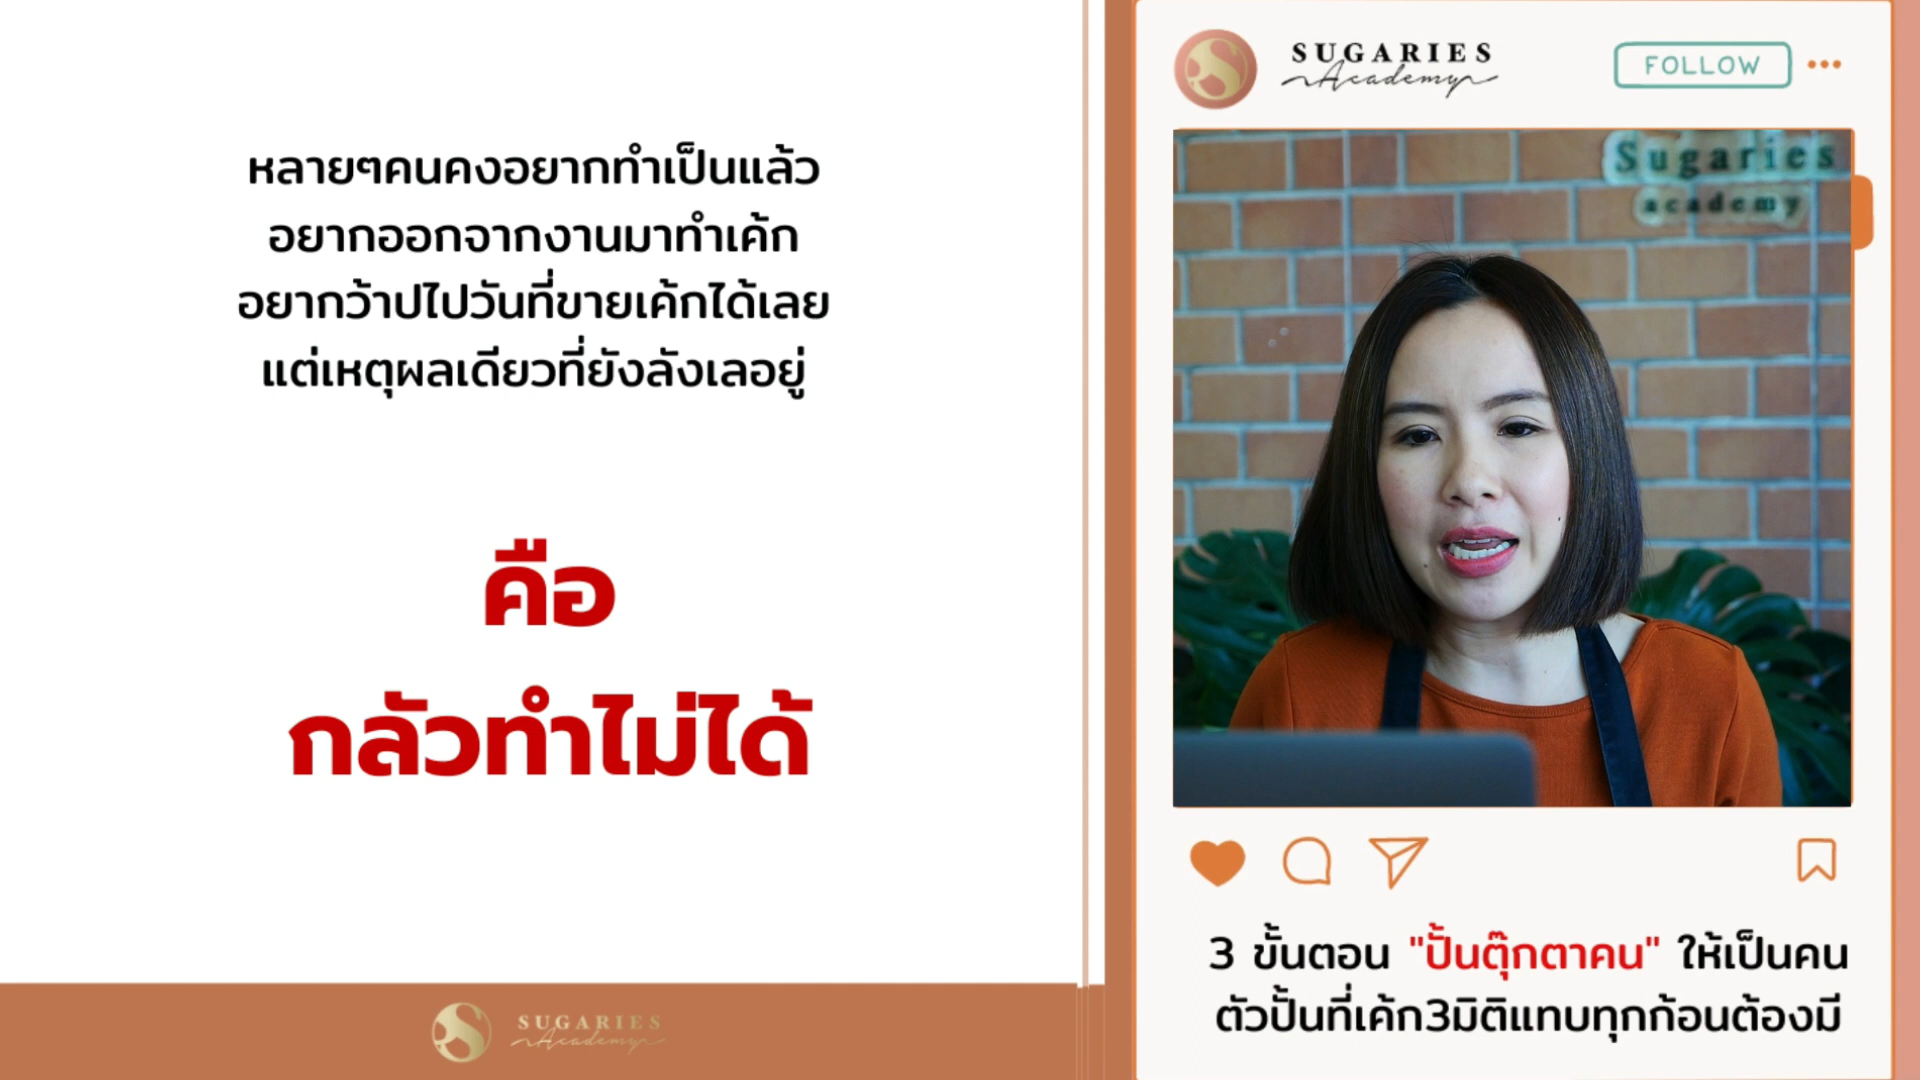 หลายๆคนคงอยากทำเป็นแล้ว
อยากออกจากงานมาทำเค้ก
อยากว้าปไปวันที่ขายเค้กได้เลย
แต่เหตุผลเดียวที่ยังลังเลอยู่
คือ
กลัวทำไม่ได้
SUGARIES
Academy
SUGARIES
Academy
FOLLOW
Sugaries
academy
3 ขั้นตอน "ปั้นตุ๊กตาคน" ให้เป็นคน
ตัวปั้นที่เค้ก3มิติแทบทุกก้อนต้องมี